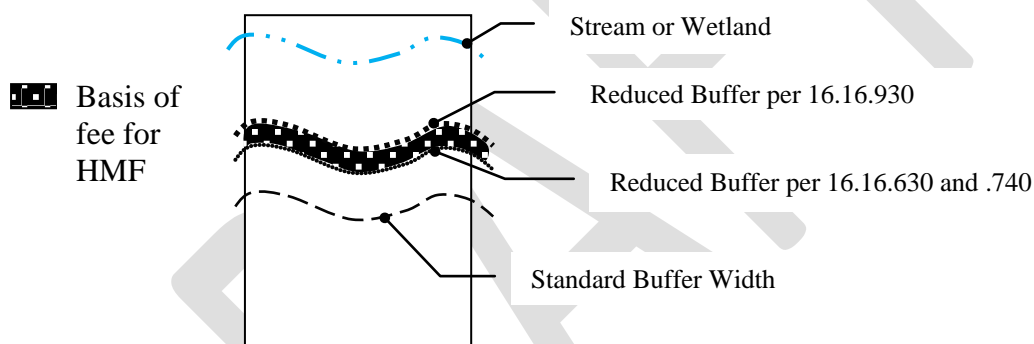 Stream or Wetland
Basis of
fee for
HMF
Reduced Buffer per 16.16.930
Reduced Buffer per 16.16.630 and .740
Standard Buffer Width